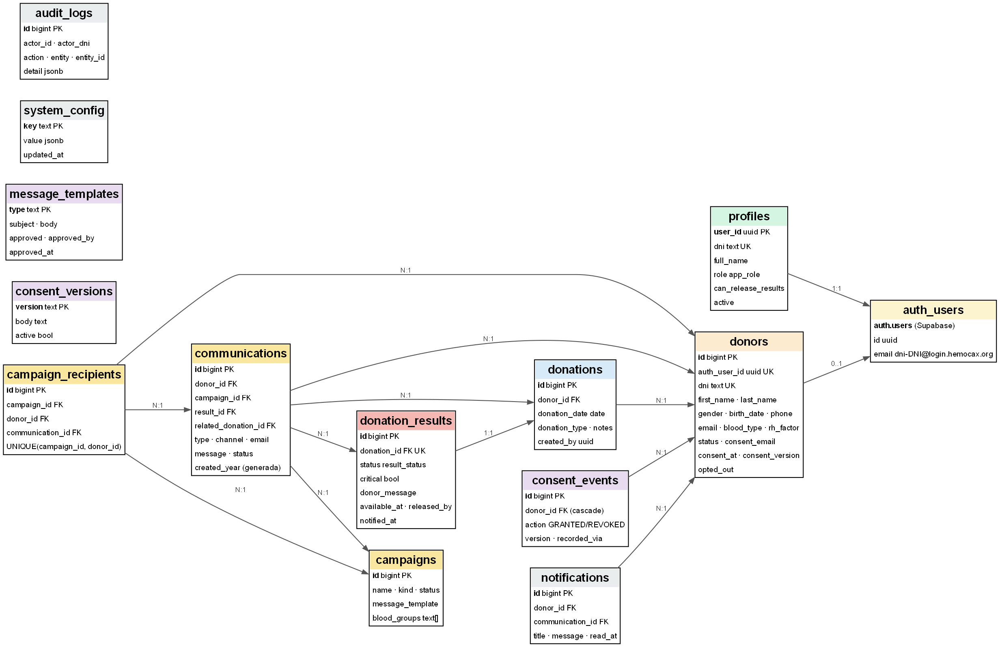 audit_logs
id bigint PK
actor_id · actor_dni
action · entity · entity_id
detail jsonb
system_config
key text PK
value jsonb
updated_at
message_templates
type text PK
subject · body
approved · approved_by
approved_at
consent_versions
version text PK
body text
active bool
campaign_recipients
id bigint PK
campaign_id FK
donor_id FK
communication_id FK
UNIQUE(campaign_id, donor_id)
N:1
N:1
N:1
communications
id bigint PK
donor_id FK
campaign_id FK
result_id FK
related_donation_id FK
type · channel · email
message · status
created_year (generada)
N:1
N:1
N:1
N:1
donation_results
id bigint PK
donation_id FK UK
status result_status
critical bool
donor_message
available_at · released_by
notified_at
1:1
campaigns
id bigint PK
name · kind · status
message_template
blood_groups text[]
donations
id bigint PK
donor_id FK
donation_date date
donation_type · notes
created_by uuid
N:1
consent_events
id bigint PK
donor_id FK (cascade)
action GRANTED/REVOKED
version · recorded_via
N:1
notifications
id bigint PK
donor_id FK
communication_id FK
title · message · read_at
N:1
profiles
user_id uuid PK
dni text UK
full_name
role app_role
can_release_results
active
1:1
donors
id bigint PK
auth_user_id uuid UK
dni text UK
first_name · last_name
gender · birth_date · phone
email · blood_type · rh_factor
status · consent_email
consent_at · consent_version
opted_out
0..1
auth_users
auth.users (Supabase)
id uuid
email dni-DNI@login.hemocax.org